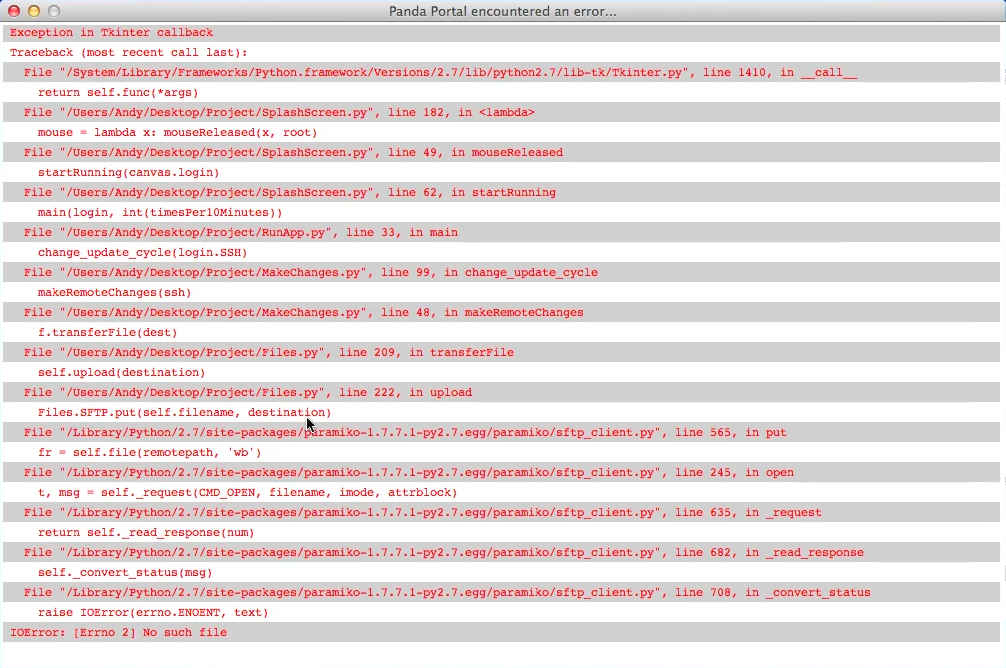 Panda Portal encountered an error...
Exception in Tkinter callback
Traceback (most recent call last):
File "/System/Library/Frameworks/Python.framework/Versions/2.7/lib/python2.7/lib-tk/Tkinter.py", line 1410, in __call__
return self.func(*args)
File "/Users/Andy/Desktop/Project/SplashScreen.py", line 182, in <lambda>
mouse = lambda x: mouseReleased(x, root)
File "/Users/Andy/Desktop/Project/SplashScreen.py", line 49, in mouseReleased
startRunning(canvas.login)
File "/Users/Andy/Desktop/Project/SplashScreen.py", line 62, in startRunning
main(login, int(timesPer10Minutes))
File "/Users/Andy/Desktop/Project/RunApp.py", line 33, in main
change_update_cycle(login.SSH)
File "/Users/Andy/Desktop/Project/MakeChanges.py", line 99, in change_update_cycle
makeRemoteChanges(ssh)
File "/Users/Andy/Desktop/Project/MakeChanges.py", line 48, in makeRemoteChanges
f.transferFile(dest)
File "/Users/Andy/Desktop/Project/Files.py", line 209, in transferFile
self.upload(destination)
File "/Users/Andy/Desktop/Project/Files.py", line 222, in upload
Files.SFTP.put(self.filename, destination)
File "/Library/Python/2.7/site-packages/paramiko-1.7.7.1-py2.7.egg/paramiko/sftp_client.py", line 565, in put
fr = self.file(remotepath, 'wb')
File "/Library/Python/2.7/site-packages/paramiko-1.7.7.1-py2.7.egg/paramiko/sftp_client.py", line 245, in open
t, msg = self._request(CMD_OPEN, filename, imode, attrblock)
File "/Library/Python/2.7/site-packages/paramiko-1.7.7.1-py2.7.egg/paramiko/sftp_client.py", line 635, in _request
return self._read_response(num)
File "/Library/Python/2.7/site-packages/paramiko-1.7.7.1-py2.7.egg/paramiko/sftp_client.py", line 682, in _read_response
self._convert_status(msg)
File "/Library/Python/2.7/site-packages/paramiko-1.7.7.1-py2.7.egg/paramiko/sftp_client.py", line 708, in _convert_status
raise IOError(errno.ENOENT, text)
IOError: [Errno 2] No such file